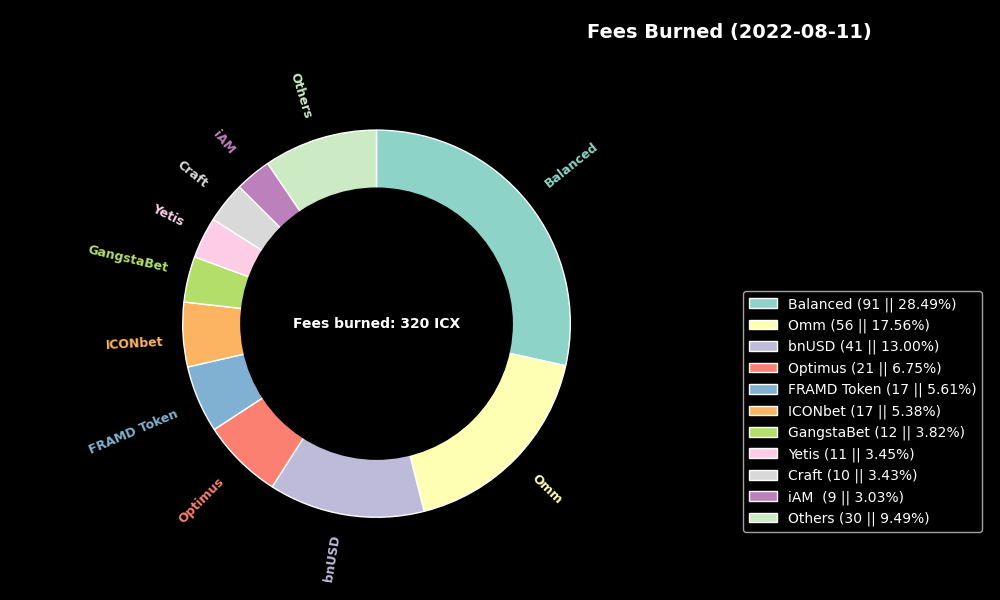 Fees Burned (2022-08-11)
Others
iAM
Craft
Yetis
GangstaBet
ICONbet
FRAMD Token
Optimus
bnUSD
Omm
Balanced
Fees burned: 320 ICX
Balanced (91 || 28.49%)
Omm (56 || 17.56%)
bnUSD (41 || 13.00%)
Optimus (21 || 6.75%)
FRAMD Token (17 || 5.61%)
ICONbet (17 || 5.38%)
GangstaBet (12 || 3.82%)
Yetis (11 || 3.45%)
Craft (10 || 3.43%)
iAM  (9 || 3.03%)
Others (30 || 9.49%)